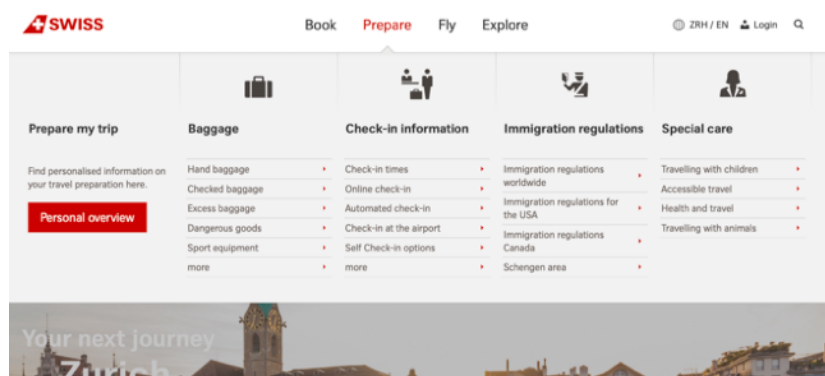 SWISS
Book Prepare Fly Explore
ZRH / EN Login
Prepare my trip
Find personalised information on
your travel preparation here.
Personal overview
Baggage
Hand baggage
Checked baggage
Excess baggage
Dangerous goods
Sport equipment
more
Check-in information
Check-in times
Online check-in
Automated check-in
Check-in at the airport
Self Check-in options
more
Immigration regulations
Immigration regulations
worldwide
Immigration regulations for
the USA
Immigration regulations
Canada
Schengen area
Special care
Travelling with children
Accessible travel
Health and travel
Travelling with animals
Your next journey
Zurich